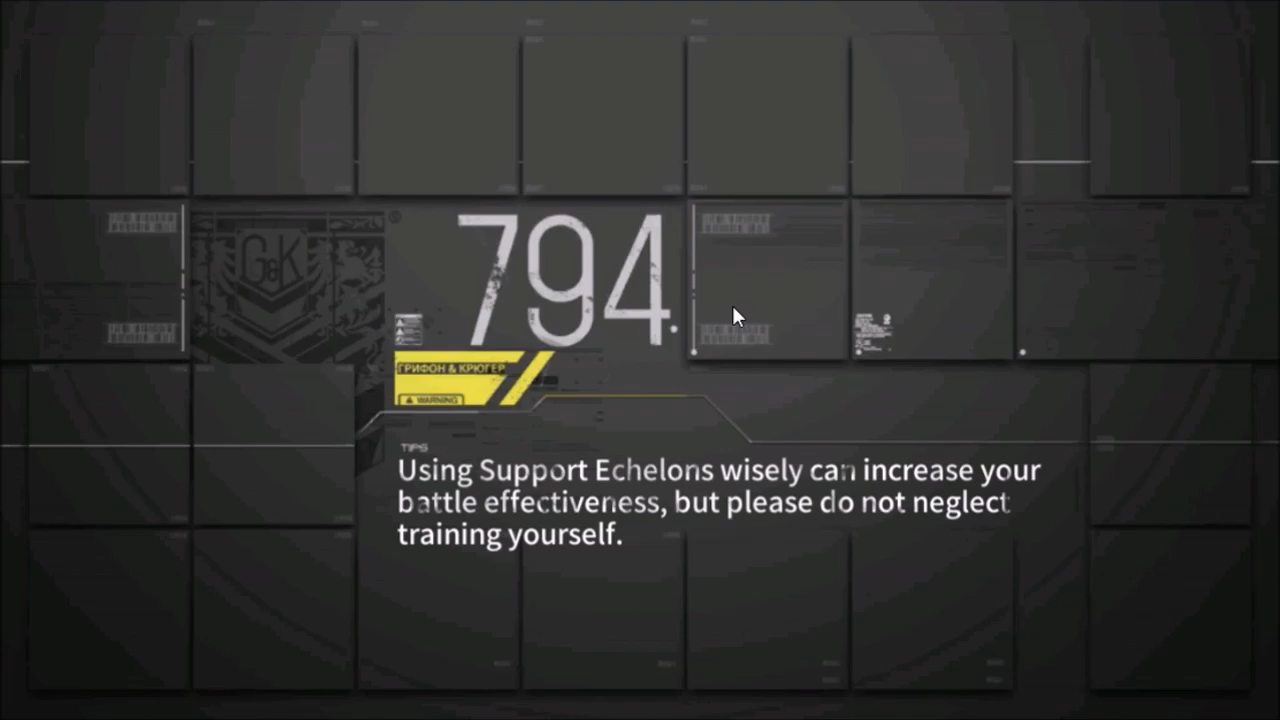 G&K
794.
ГРИФОН & КРЮГЕР
WARNING
TIPS
Using Support Echelons wisely can increase your
battle effectiveness, but please do not neglect
training yourself.